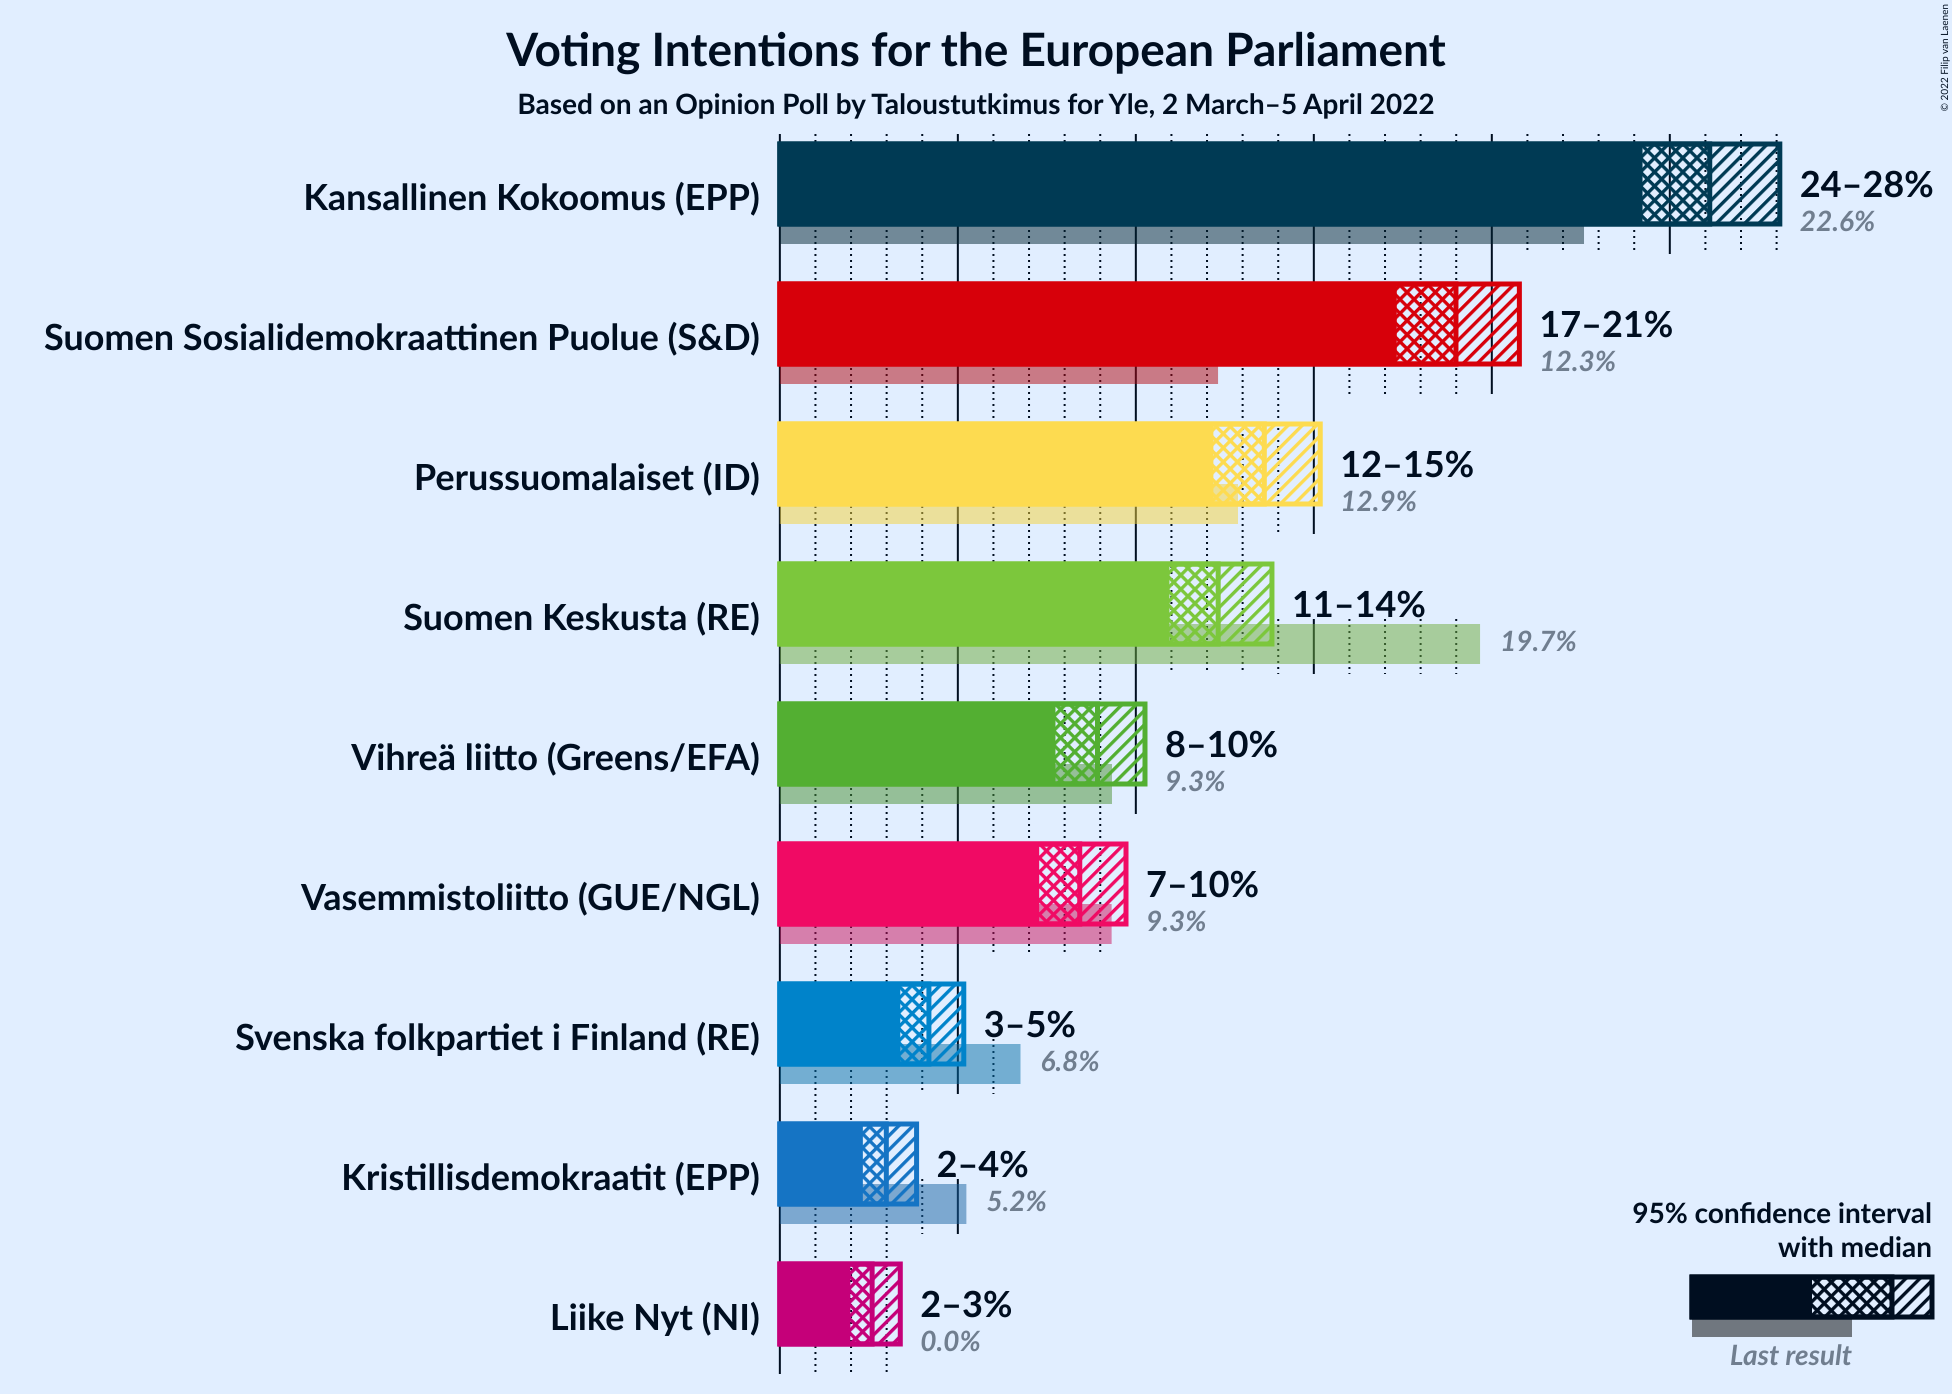 Voting Intentions for the European Parliament
Based on an Opinion Poll by Taloustutkimus for Yle, 2 March–5 April 2022
© 2022 Filip van Laenen
Kansallinen Kokoomus (EPP)
24–28%
22.6%
Suomen Sosialidemokraattinen Puolue (S&D)
17–21%
12.3%
Perussuomalaiset (ID)
12–15%
12.9%
Suomen Keskusta (RE)
11–14%
19.7%
Vihreä liitto (Greens/EFA)
8–10%
9.3%
Vasemmistoliitto (GUE/NGL)
7–10%
9.3%
Svenska folkpartiet i Finland (RE)
3–5%
6.8%
Kristillisdemokraatit (EPP)
2–4%
5.2%
Liike Nyt (NI)
2–3%
0.0%
95% confidence interval
with median
Last result